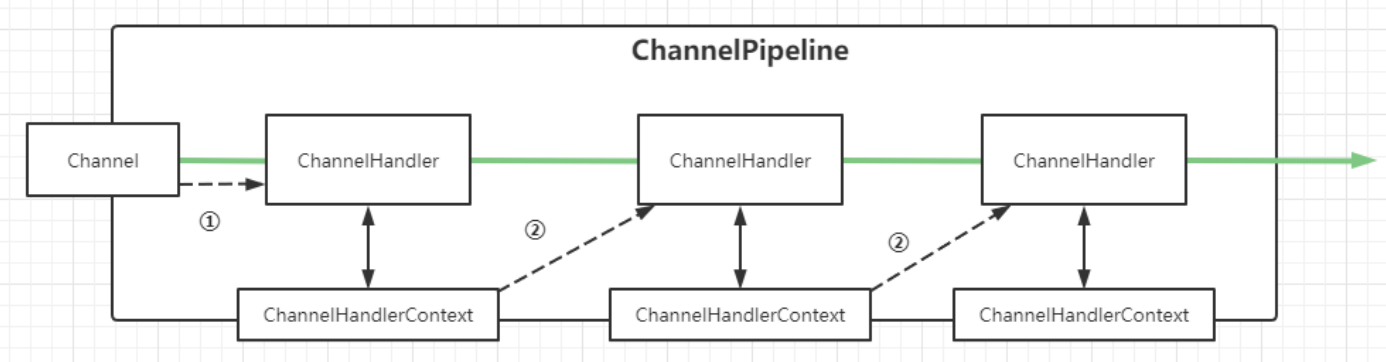 ChannelPipeline
Channel
ChannelHandler
ChannelHandler
ChannelHandler
①
②
②
ChannelHandlerContext
ChannelHandlerContext
ChannelHandlerContext